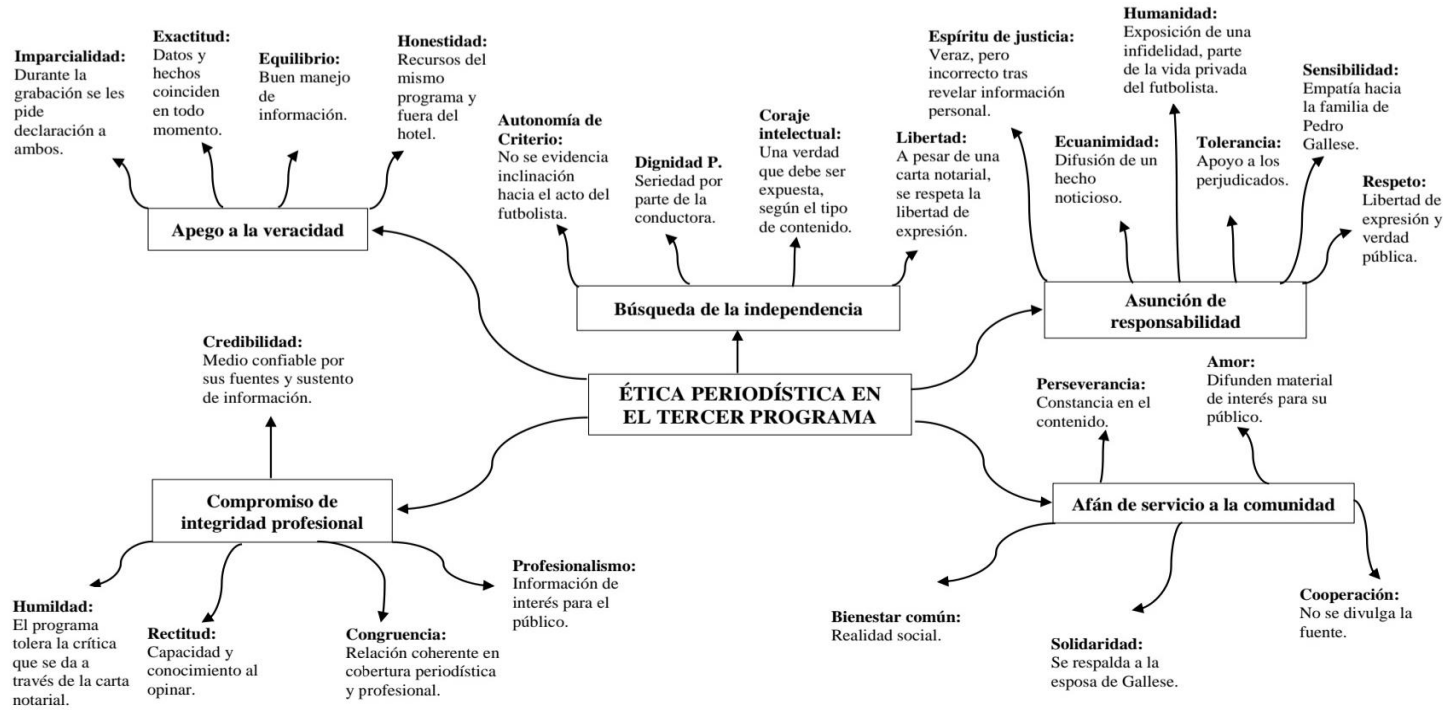 Imparcialidad:
Durante la
grabación se les
pide
declaración a
ambos.
Exactitud:
Datos y
hechos
coinciden
en todo
momento.
Equilibrio:
Buen manejo
de
información.
Honestidad:
Recursos del
mismo
programa y
fuera del
hotel.
Apego a la veracidad
Autonomía de
Criterio:
No se evidencia
inclinación
hacia el acto del
futbolista.
Dignidad P.
Seriedad por
parte de la
conductora.
Coraje
intelectual:
Una verdad
que debe ser
expuesta,
según el tipo
de contenido.
Libertad:
A pesar de una
carta notarial,
se respeta la
libertad de
expresión.
Búsqueda de la independencia
Espíritu de justicia:
Veraz, pero
incorrecto tras
revelar información
personal.
Ecuanimidad:
Difusión de un
hecho
noticioso.
Humanidad:
Exposición de una
infidelidad, parte
de la vida privada
del futbolista.
Tolerancia:
Apoyo a los
perjudicados.
Sensibilidad:
Empatía hacia
la familia de
Pedro
Gallese.
Respeto:
Libertad de
expresión y
verdad
pública.
Asunción de
responsabilidad
ÉTICA PERIODÍSTICA EN
EL TERCER PROGRAMA
Credibilidad:
Medio confiable por
sus fuentes y sustento
de información.
Compromiso de
integridad profesional
Humildad:
El programa
tolera la crítica
que se da a
través de la carta
notarial.
Rectitud:
Capacidad y
conocimiento al
opinar.
Congruencia:
Relación coherente en
cobertura periodística
y profesional.
Profesionalismo:
Información de
interés para el
público.
Perseverancia:
Constancia en el
contenido.
Amor:
Difunden material
de interés para su
público.
Afán de servicio a la comunidad
Bienestar común:
Realidad social.
Solidaridad:
Se respalda a la
esposa de Gallese.
Cooperación:
No se divulga la
fuente.